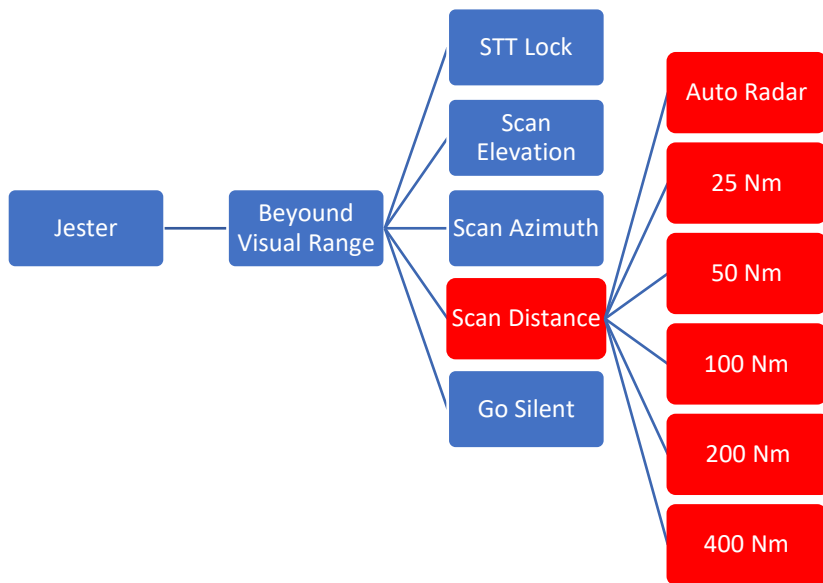 Jester
Beyound
Visual Range
STT Lock
Scan
Elevation
Scan Azimuth
Scan Distance
Go Silent
Auto Radar
25 Nm
50 Nm
100 Nm
200 Nm
400 Nm